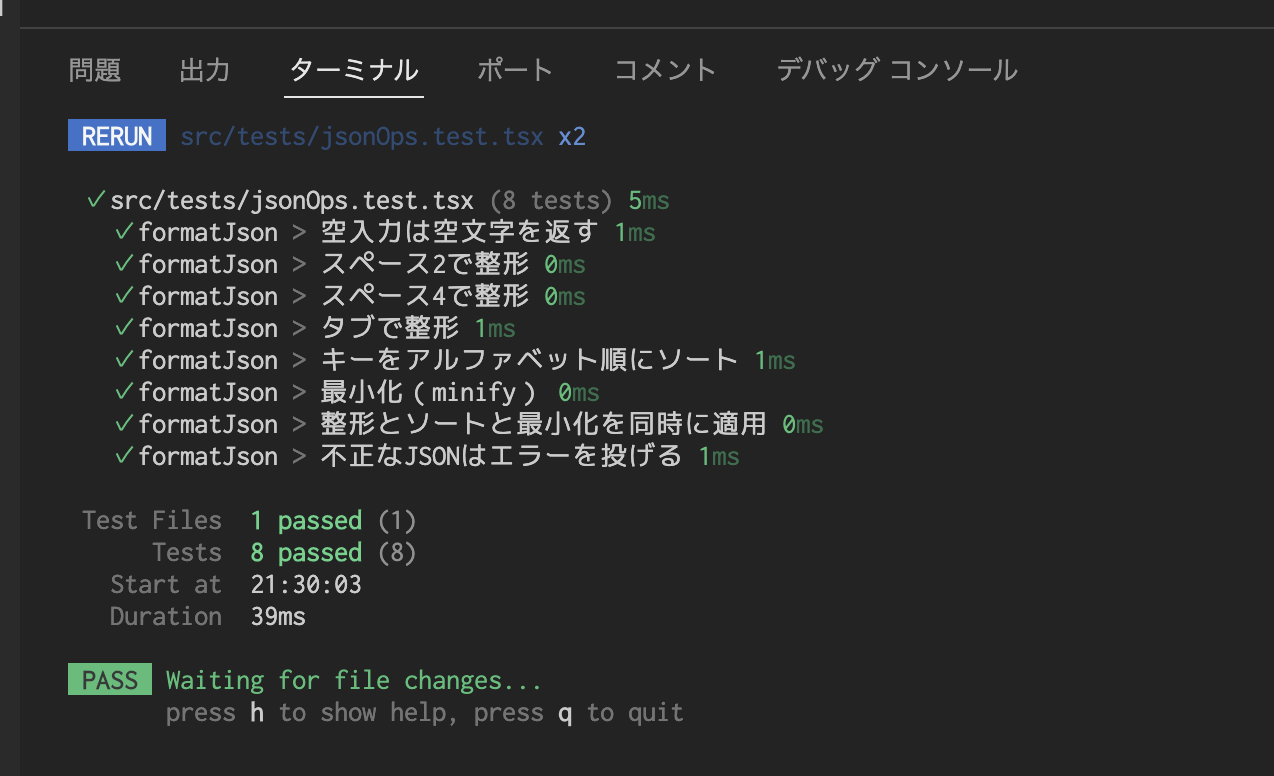 問題 出力 ターミナル ポート コメント デバッグ コンソール
RERUN src/tests/jsonOps.test.tsx x2
✓ src/tests/jsonOps.test.tsx (8 tests) 5ms
✓ formatJson > 空入力は空文字を返す 1ms
✓ formatJson > スペース2で整形 0ms
✓ formatJson > スペース4で整形 0ms
✓ formatJson > タブで整形 1ms
✓ formatJson > キーをアルファベット順にソート 1ms
✓ formatJson > 最小化（minify） 0ms
✓ formatJson > 整形とソートと最小化を同時に適用 0ms
✓ formatJson > 不正なJSONはエラーを投げる 1ms
Test Files 1 passed (1)
Tests 8 passed (8)
Start at 21:30:03
Duration 39ms
PASS Waiting for file changes...
press h to show help, press q to quit